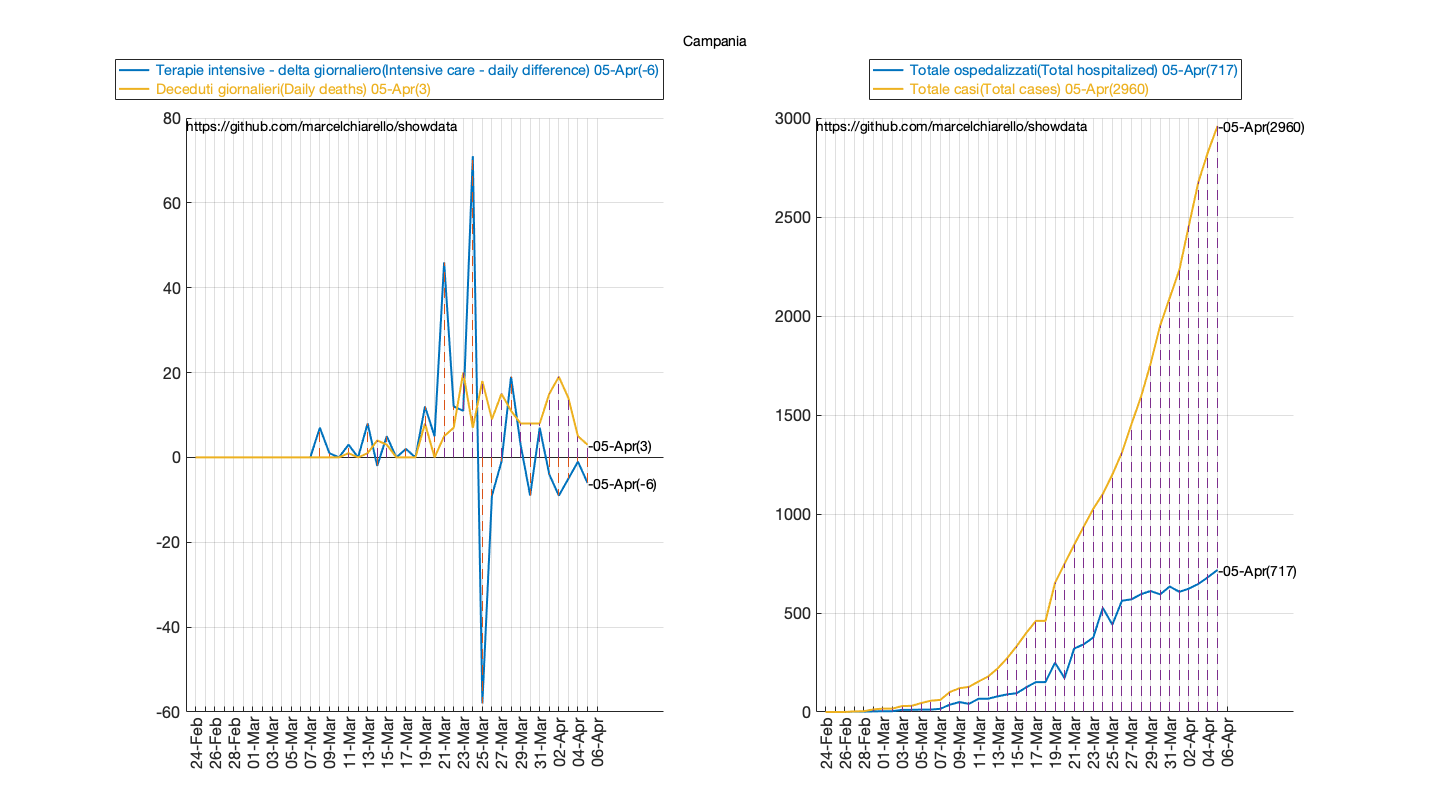 Campania
Terapie intensive - delta giornaliero(Intensive care - daily difference) 05-Apr(-6)
Deceduti giornalieri(Daily deaths) 05-Apr(3)
https://github.com/marcelchiarello/showdata
80
60
40
20
0
-20
-40
-60
-05-Apr(3)
-05-Apr(-6)
24-Feb
26-Feb
28-Feb
01-Mar
03-Mar
05-Mar
07-Mar
09-Mar
11-Mar
13-Mar
15-Mar
17-Mar
19-Mar
21-Mar
23-Mar
25-Mar
27-Mar
29-Mar
31-Mar
02-Apr
04-Apr
06-Apr
Totale ospedalizzati(Total hospitalized) 05-Apr(717)
Totale casi(Total cases) 05-Apr(2960)
https://github.com/marcelchiarello/showdata
3000
2500
2000
1500
1000
500
0
-05-Apr(2960)
-05-Apr(717)
24-Feb
26-Feb
28-Feb
01-Mar
03-Mar
05-Mar
07-Mar
09-Mar
11-Mar
13-Mar
15-Mar
17-Mar
19-Mar
21-Mar
23-Mar
25-Mar
27-Mar
29-Mar
31-Mar
02-Apr
04-Apr
06-Apr